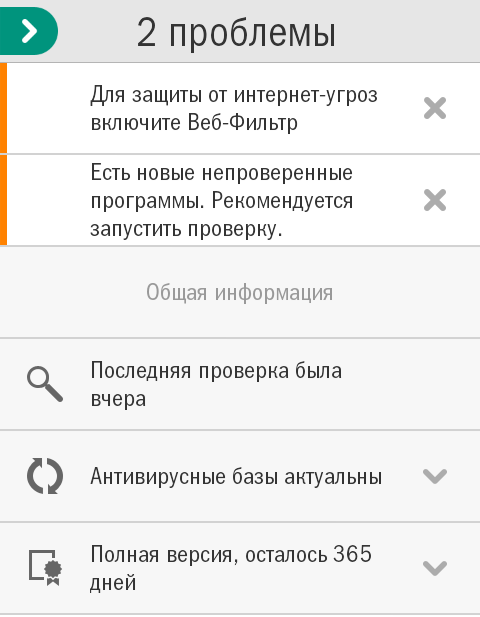 2 проблемы
Для защиты от интернет-угроз
включите Веб-Фильтр
Есть новые непроверенные
программы. Рекомендуется
запустить проверку.
Общая информация
Последняя проверка была
вчера
Антивирусные базы актуальны
Полная версия, осталось 365
дней